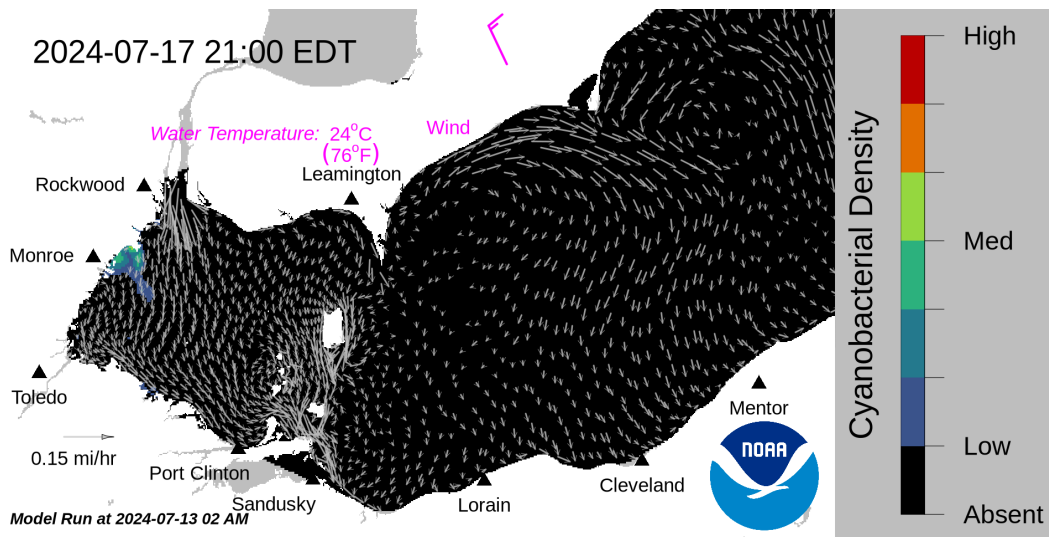 2024-07-17 21:00 EDT
Water Temperature: 24°C
(76°F)
Wind
Leamington
Rockwood
Monroe
Toledo
0.15 mi/hr
Port Clinton
Sandusky
Lorain
Cleveland
Mentor
NOAA
Model Run at 2024-07-13 02 AM
Cyanobacterial Density
High
Med
Low
Absent